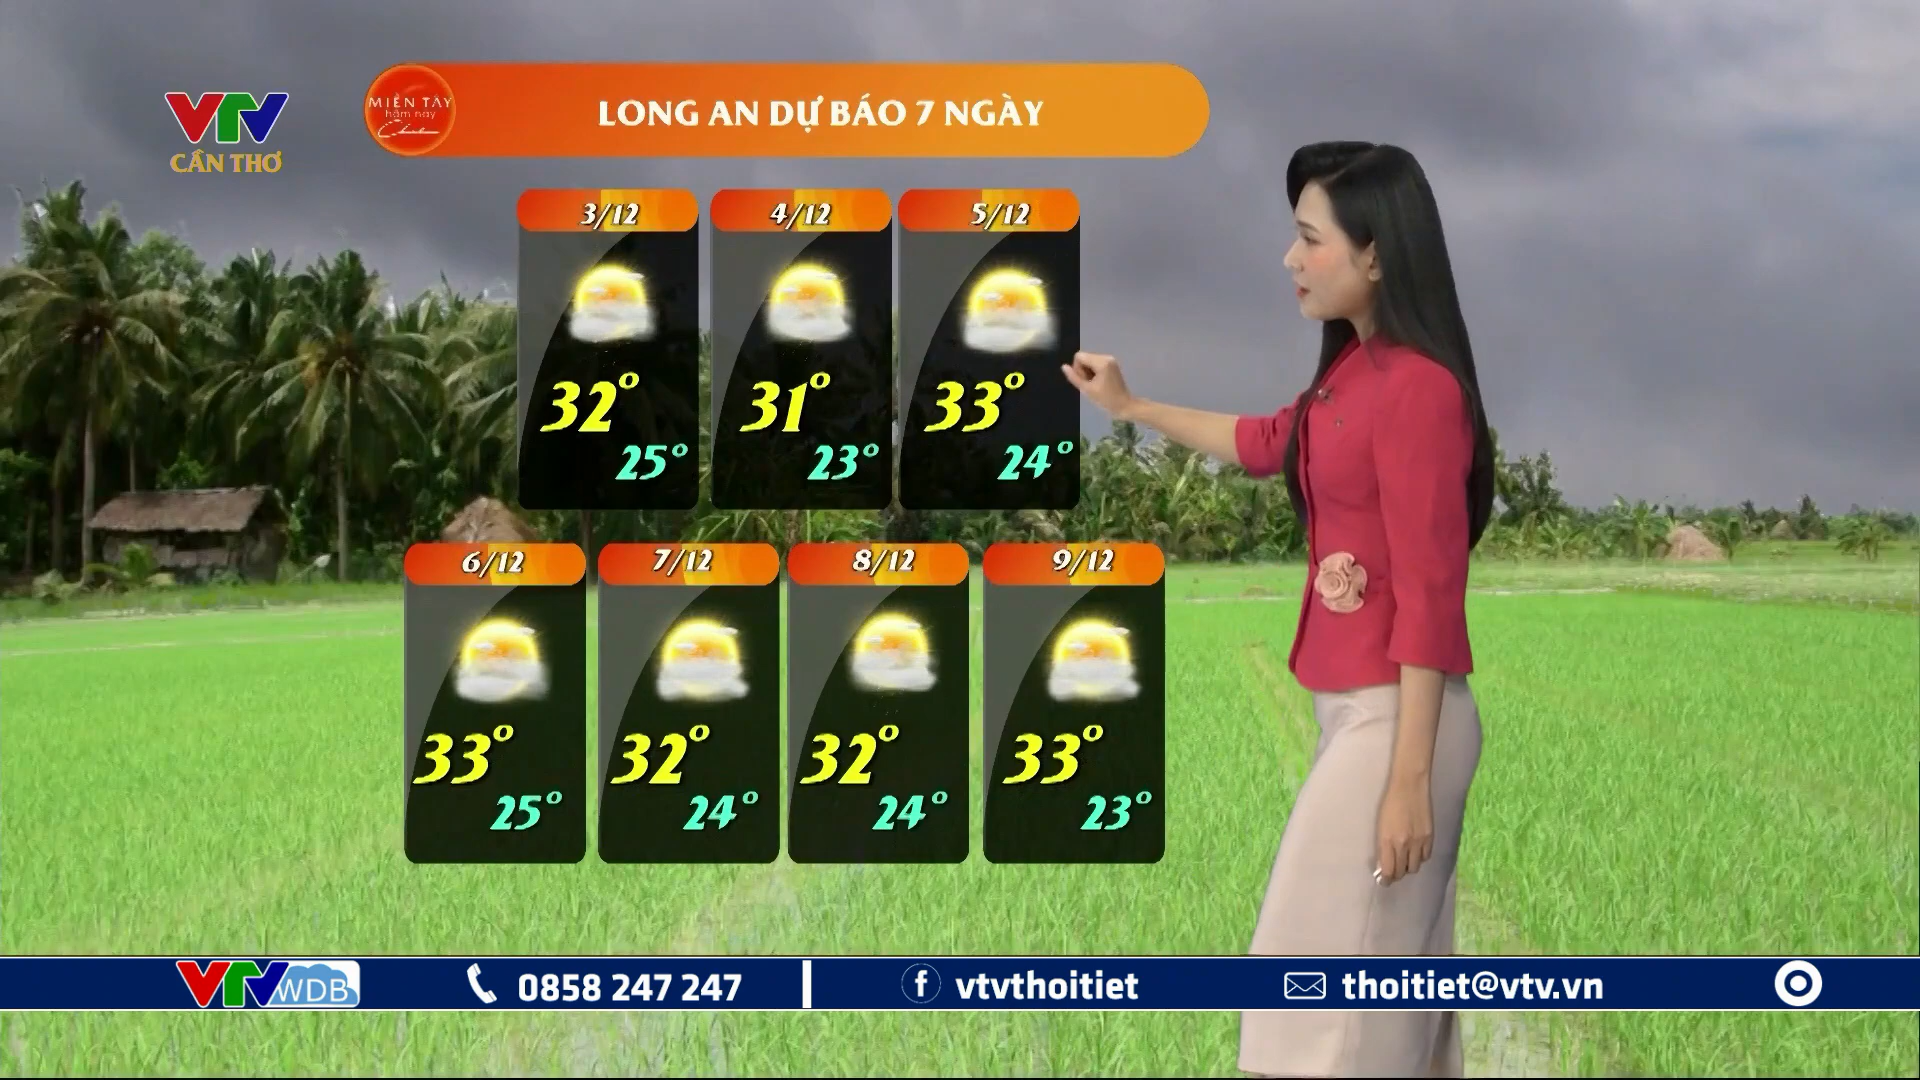 VTV
CẦN THƠ
MIỀN TÂY
hôm nay
LONG AN DỰ BÁO 7 NGÀY
3/12
4/12
5/12
32°
25°
31°
23°
33°
24°
6/12
7/12
8/12
9/12
33°
25°
32°
24°
32°
24°
33°
23°
VTV WDB
0858 247 247
vtvthoitiet
thoitiet@vtv.vn